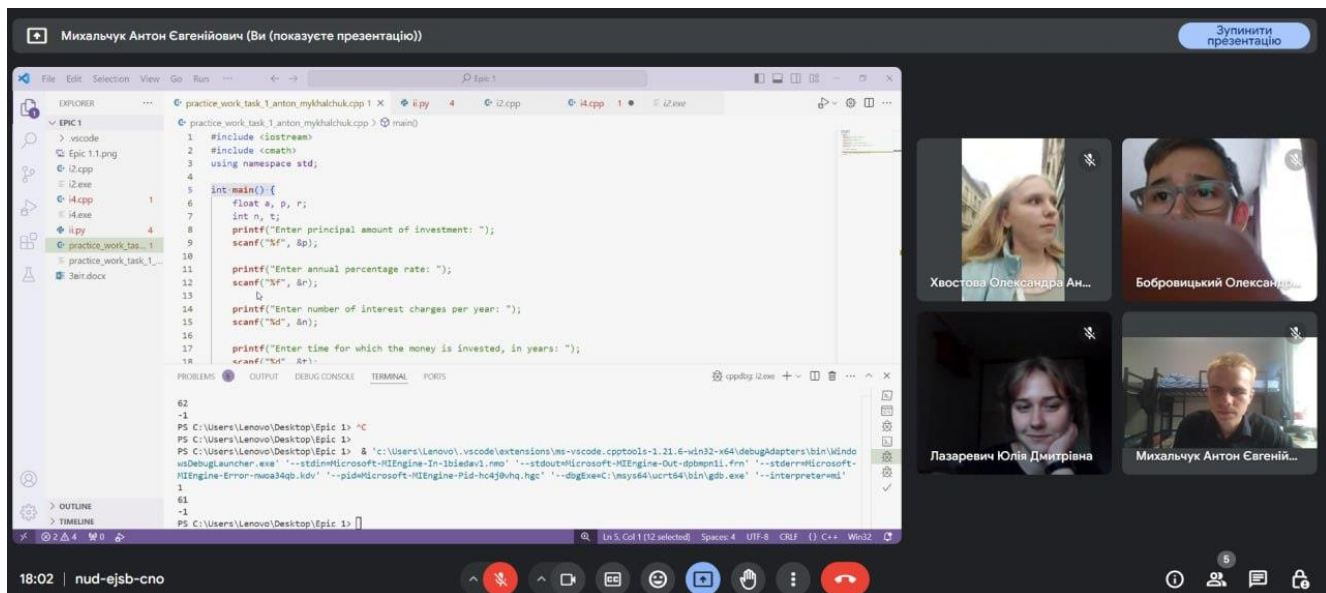 Михальчук Антон Євгенійович (Ви (показуєте презентацію))
Зупинити
презентацію
File Edit Selection View Go Run ···
Epic 1
EXPLORER ···
practice_work_task_1_anton_mykhalchuk.cpp 1
ii.py 4
i2.cpp
i4.cpp 1
i2.exe
EPIC 1
.vscode
Epic 1.1.png
i2.cpp
i2.exe
i4.cpp 1
i4.exe
ii.py 4
practice_work_tas... 1
practice_work_task_1_...
Звіт.docx
OUTLINE
TIMELINE
practice_work_task_1_anton_mykhalchuk.cpp > main()
1 #include <iostream>
2 #include <cmath>
3 using namespace std;
4
5 int main() {
6 float a, p, r;
7 int n, t;
8 printf("Enter principal amount of investment: ");
9 scanf("%f", &p);
10
11 printf("Enter annual percentage rate: ");
12 scanf("%f", &r);
13
14 printf("Enter number of interest charges per year: ");
15 scanf("%d", &n);
16
17 printf("Enter time for which the money is invested, in years: ");
18 scanf("%d", &t);
PROBLEMS OUTPUT DEBUG CONSOLE TERMINAL PORTS
cppdbg: i2.exe
62
-1
PS C:\Users\Lenovo\Desktop\Epic 1> ^C
PS C:\Users\Lenovo\Desktop\Epic 1>
PS C:\Users\Lenovo\Desktop\Epic 1> & 'c:\Users\Lenovo\.vscode\extensions\ms-vscode.cpptools-1.21.6-win32-x64\debugAdapters\bin\Windo
wsDebugLauncher.exe' '--stdin=Microsoft-MIEngine-In-1biedav1.nmo' '--stdout=Microsoft-MIEngine-Out-dpbmpn1i.frn' '--stderr=Microsoft-
MIEngine-Error-nwoa34qb.kdv' '--pid=Microsoft-MIEngine-Pid-hc4j0vhq.hgc' '--dbgExe=C:\msys64\ucrt64\bin\gdb.exe' '--interpreter=mi'
1
61
-1
PS C:\Users\Lenovo\Desktop\Epic 1>
2 4 0
Ln 5, Col 1 (12 selected) Spaces: 4 UTF-8 CRLF {} C++ Win32
Хвостова Олександра Ан...
Бобровицький Олександр...
Лазаревич Юлія Дмитрівна
Михальчук Антон Євгеній...
18:02 | nud-ejsb-cno
CC
5